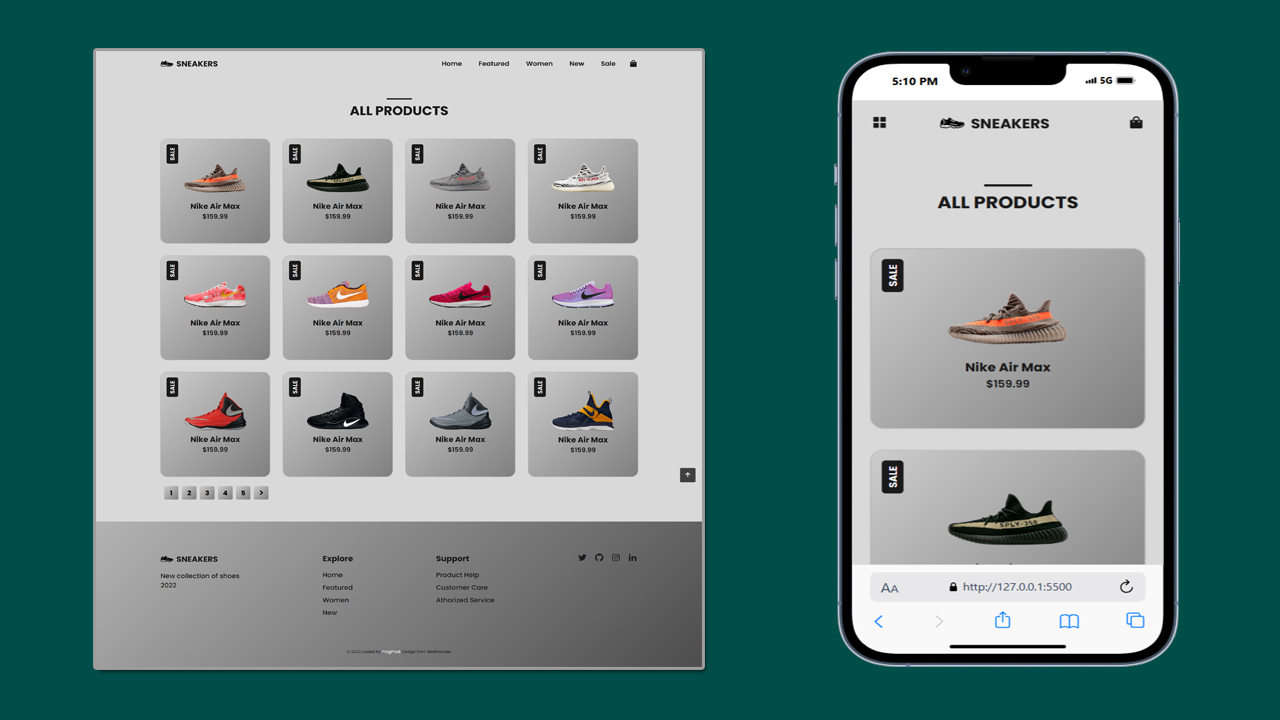 SNEAKERS
Home Featured Women New Sale
ALL PRODUCTS
SALE SALE SALE SALE
Nike Air Max Nike Air Max Nike Air Max Nike Air Max
$159.99 $159.99 $159.99 $159.99
SALE SALE SALE SALE
Nike Air Max Nike Air Max Nike Air Max Nike Air Max
$159.99 $159.99 $159.99 $159.99
SALE SALE SALE SALE
Nike Air Max Nike Air Max Nike Air Max Nike Air Max
$159.99 $159.99 $159.99 $159.99
1 2 3 4 5
SNEAKERS
New collection of shoes
2022
Explore
Home
Featured
Women
New
Support
Product Help
Customer Care
Athorized Service
© 2022 coded by design from
5:10 PM 5G
SNEAKERS
ALL PRODUCTS
SALE
Nike Air Max
$159.99
SALE
SPLY-350
AA http://127.0.0.1:5500